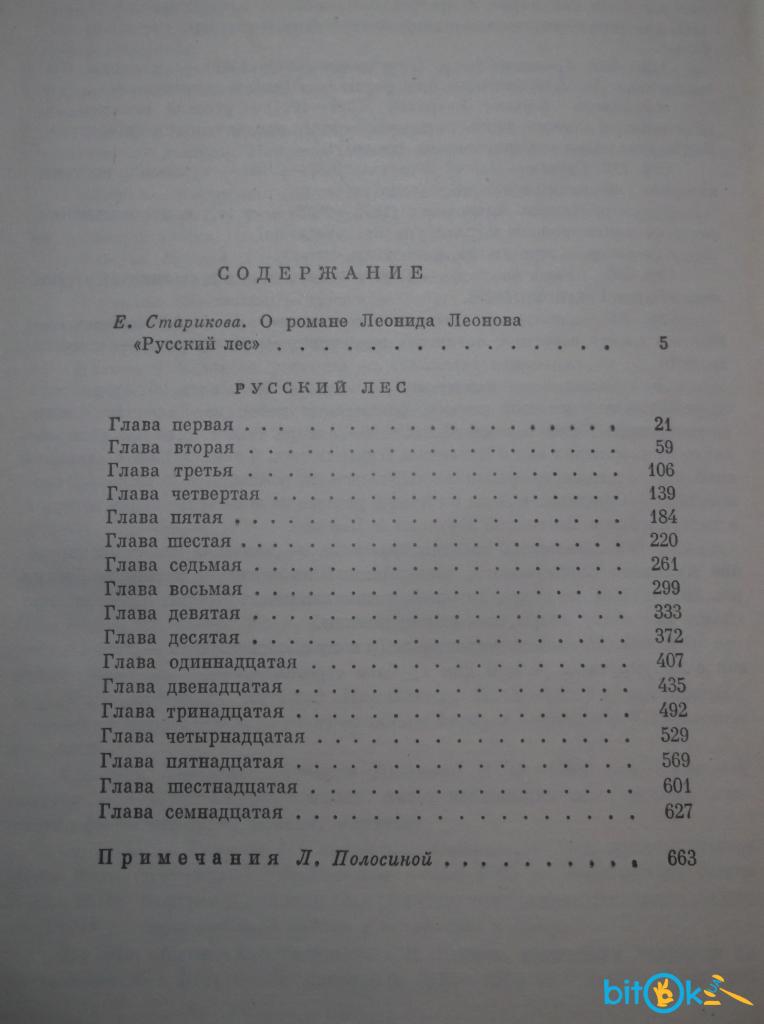 СОДЕРЖАНИЕ
Е. Старикова. О романе Леонида Леонова
«Русский лес» . . . . . . . . . . . . . . . 5
РУССКИЙ ЛЕС
Глава первая . . . . . . . . . . . . . . . . . 21
Глава вторая . . . . . . . . . . . . . . . . . 59
Глава третья . . . . . . . . . . . . . . . . . 106
Глава четвертая . . . . . . . . . . . . . . . . 139
Глава пятая . . . . . . . . . . . . . . . . . 184
Глава шестая . . . . . . . . . . . . . . . . . 220
Глава седьмая . . . . . . . . . . . . . . . . . 261
Глава восьмая . . . . . . . . . . . . . . . . . 299
Глава девятая . . . . . . . . . . . . . . . . . 333
Глава десятая . . . . . . . . . . . . . . . . . 372
Глава одиннадцатая . . . . . . . . . . . . . . 407
Глава двенадцатая . . . . . . . . . . . . . . . 435
Глава тринадцатая . . . . . . . . . . . . . . . 492
Глава четырнадцатая . . . . . . . . . . . . . . 529
Глава пятнадцатая . . . . . . . . . . . . . . . 569
Глава шестнадцатая . . . . . . . . . . . . . . 601
Глава семнадцатая . . . . . . . . . . . . . . . 627
Примечания Л. Полосиной . . . . . . . . . . 663
bitOk UA